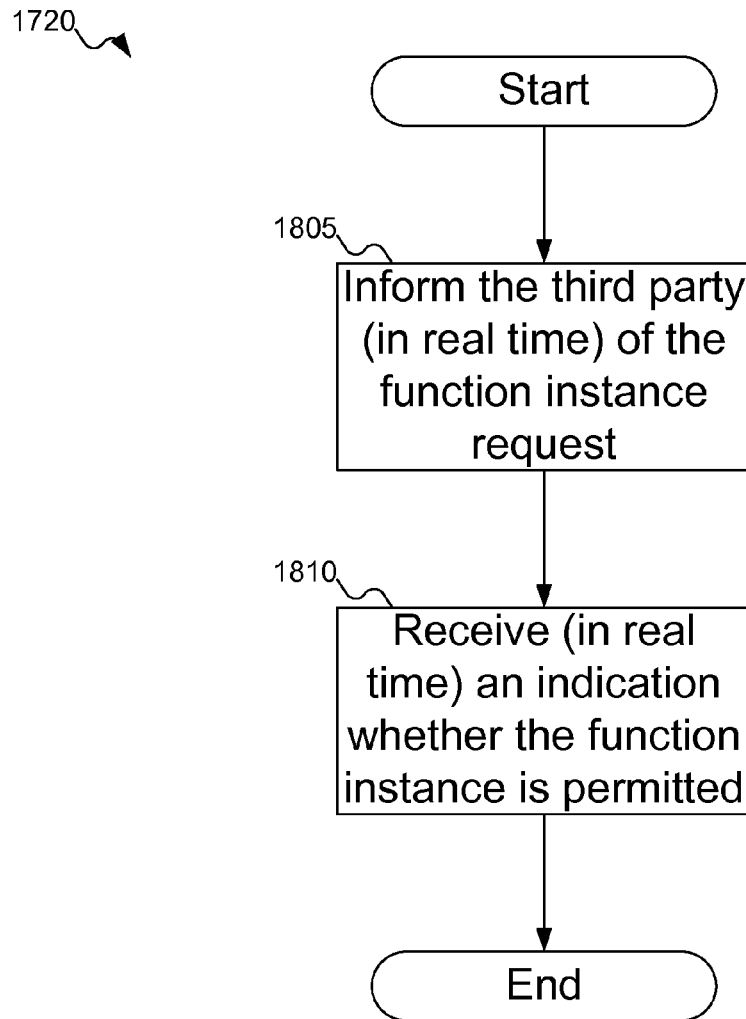 1720
Start
1805
Inform the third party
(in real time) of the
function instance
request
1810
Receive (in real
time) an indication
whether the function
instance is permitted
End